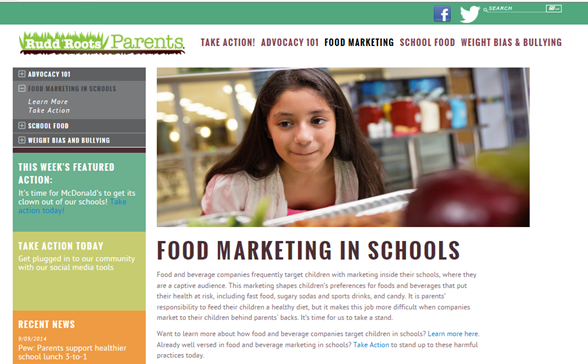 SEARCH
Rudd Roots Parents
TAKE ACTION! ADVOCACY 101 FOOD MARKETING SCHOOL FOOD WEIGHT BIAS & BULLYING
ADVOCACY 101
FOOD MARKETING IN SCHOOLS
Learn More
Take Action
SCHOOL FOOD
WEIGHT BIAS AND BULLYING
THIS WEEK'S FEATURED
ACTION:
It's time for McDonald's to get its
clown out of our schools! Take
action today!
TAKE ACTION TODAY
Get plugged in to our community
with our social media tools
RECENT NEWS
9/09/2014
Pew: Parents support healthier
school lunch 3-to-1
FOOD MARKETING IN SCHOOLS
Food and beverage companies frequently target children with marketing inside their schools, where they
are a captive audience. This marketing shapes children's preferences for foods and beverages that put
their health at risk, including fast food, sugary sodas and sports drinks, and candy. It is parents'
responsibility to feed their children a healthy diet, but it makes this job more difficult when companies
market to their children behind parents' backs. It's time for us to take a stand.
Want to learn more about how food and beverage companies target children in schools? Learn more here.
Already well versed in food marketing in schools? Take Action to stand up to these harmful
practices today.